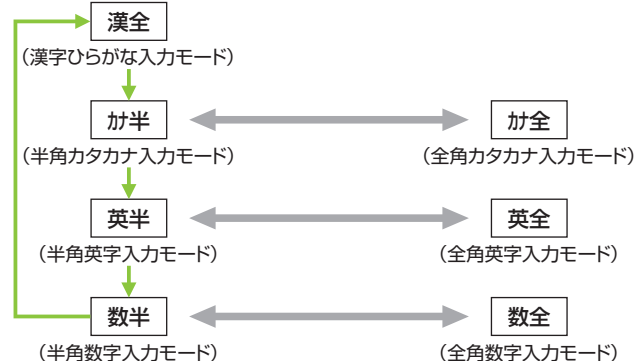 漢全
(漢字ひらがな入力モード)
ｶﾅ半 ｶﾅ全
(半角カタカナ入力モード) (全角カタカナ入力モード)
英半 英全
(半角英字入力モード) (全角英字入力モード)
数半 数全
(半角数字入力モード) (全角数字入力モード)